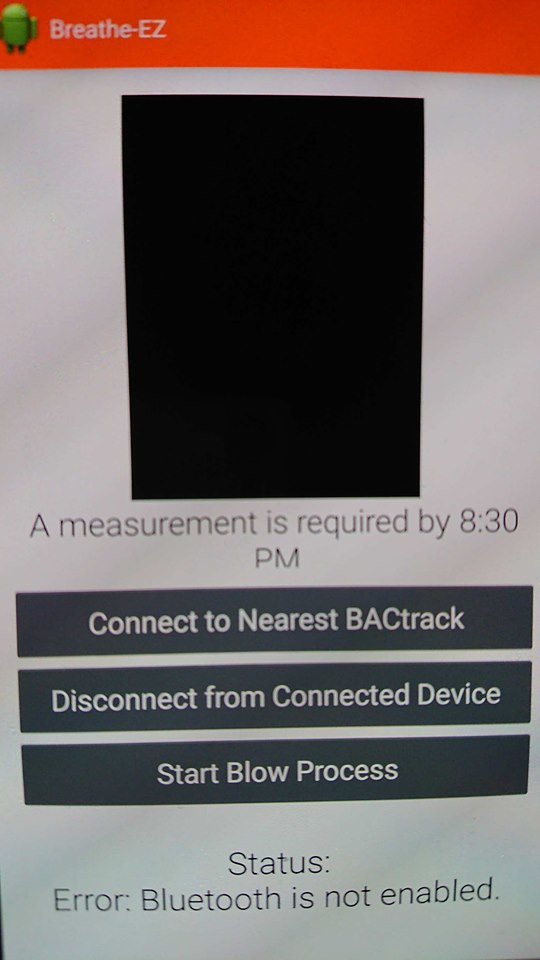 Breathe-EZ
A measurement is required by 8:30
PM
Connect to Nearest BACtrack
Disconnect from Connected Device
Start Blow Process
Status:
Error: Bluetooth is not enabled.